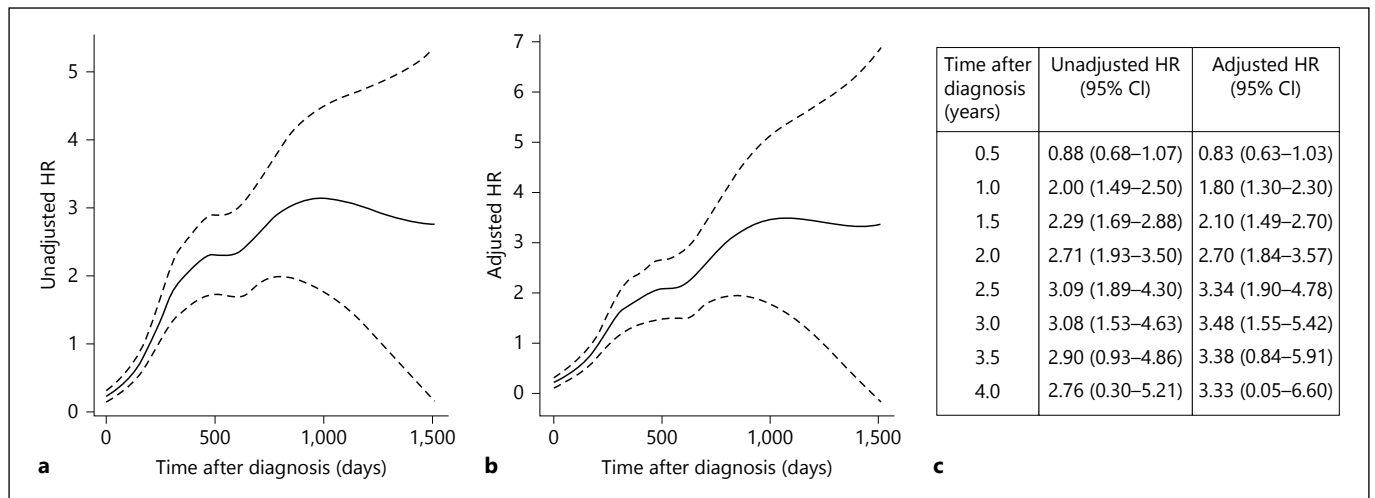 5
4
3
2
1
0
Unadjusted HR
0 500 1,000 1,500
Time after diagnosis (days)
a
7
6
5
4
3
2
1
0
Adjusted HR
0 500 1,000 1,500
Time after diagnosis (days)
b
Time after diagnosis (years) Unadjusted HR (95% CI) Adjusted HR (95% CI)
0.5 0.88 (0.68–1.07) 0.83 (0.63–1.03)
1.0 2.00 (1.49–2.50) 1.80 (1.30–2.30)
1.5 2.29 (1.69–2.88) 2.10 (1.49–2.70)
2.0 2.71 (1.93–3.50) 2.70 (1.84–3.57)
2.5 3.09 (1.89–4.30) 3.34 (1.90–4.78)
3.0 3.08 (1.53–4.63) 3.48 (1.55–5.42)
3.5 2.90 (0.93–4.86) 3.38 (0.84–5.91)
4.0 2.76 (0.30–5.21) 3.33 (0.05–6.60)
c